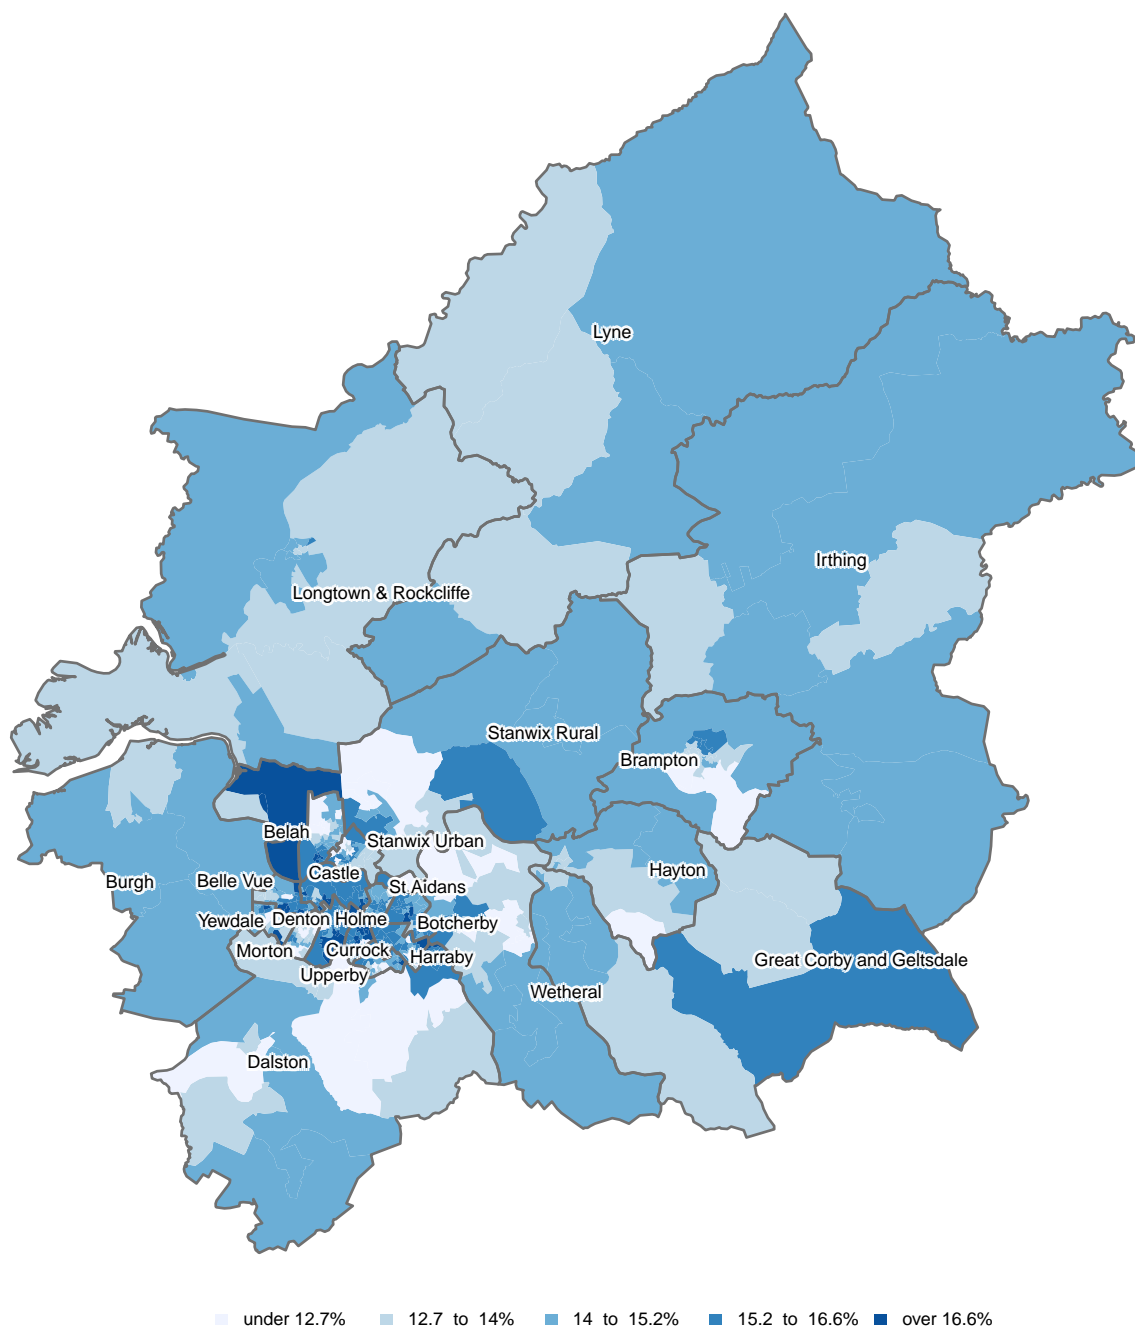 Lyne
Irthing
Longtown & Rockcliffe
Stanwix Rural
Brampton
Belah
Stanwix Urban
Hayton
Castle
Burgh
Belle Vue
St Aidans
Yewdale
Denton Holme
Botcherby
Morton
Currock
Harraby
Great Corby and Geltsdale
Upperby
Wetheral
Dalston
under 12.7% 12.7 to 14% 14 to 15.2% 15.2 to 16.6% over 16.6%